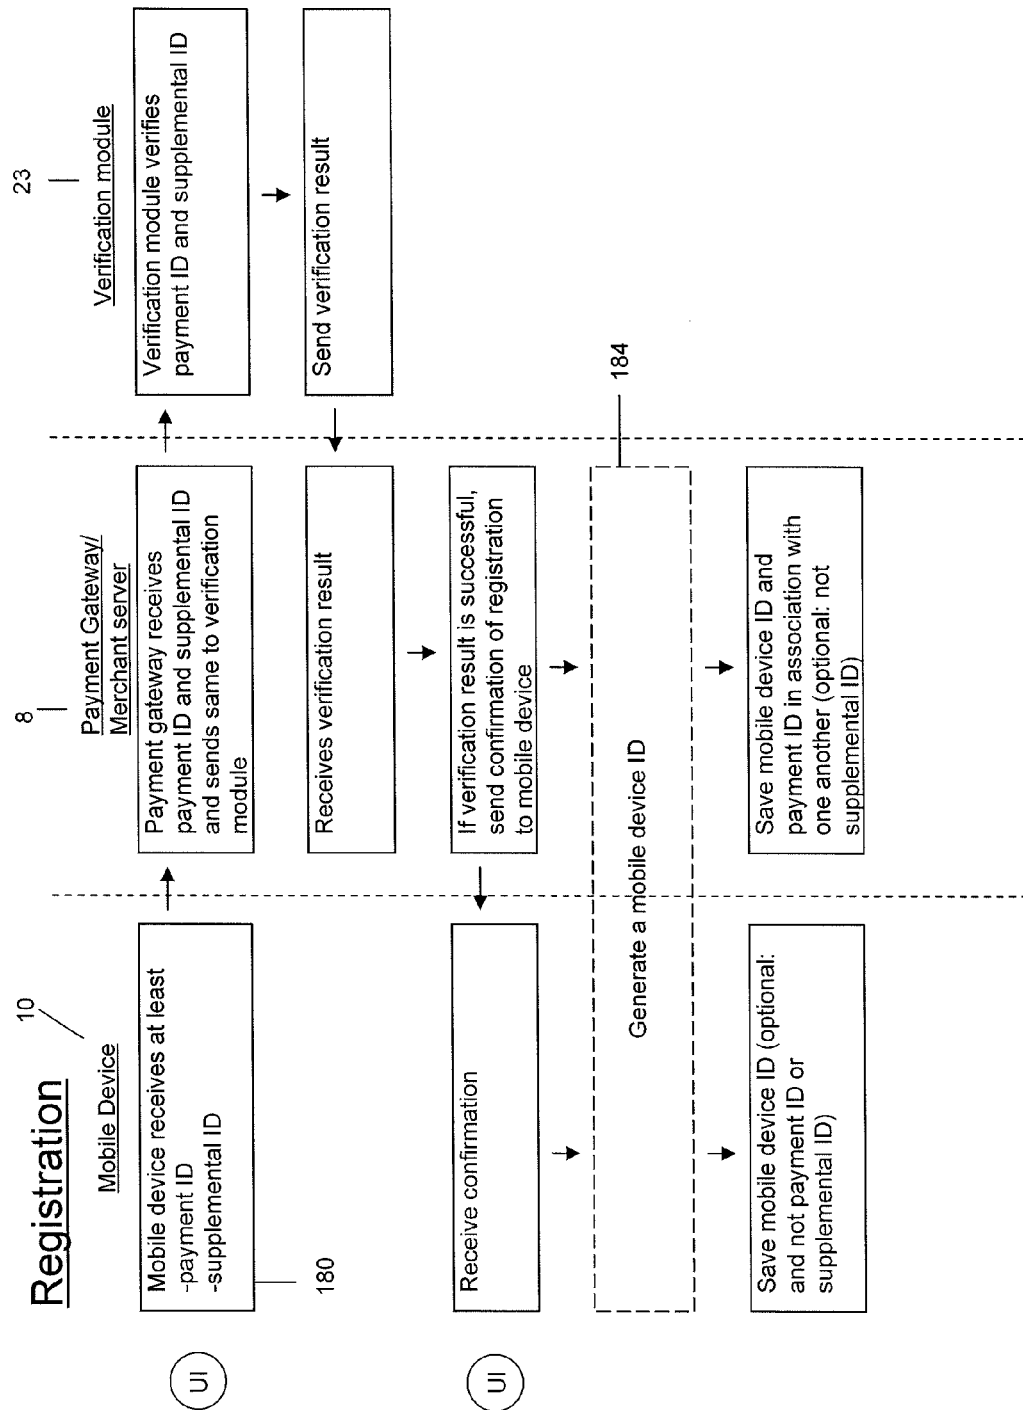 Registration
10
Mobile Device
8
Payment Gateway/
Merchant server
23
Verification module
UI
Mobile device receives at least
-payment ID
-supplemental ID
180
Payment gateway receives
payment ID and supplemental ID
and sends same to verification
module
Verification module verifies
payment ID and supplemental ID
Receives verification result
Send verification result
UI
Receive confirmation
If verification result is successful,
send confirmation of registration
to mobile device
Generate a mobile device ID
184
Save mobile device ID (optional:
and not payment ID or
supplemental ID)
Save mobile device ID and
payment ID in association with
one another (optional: not
supplemental ID)